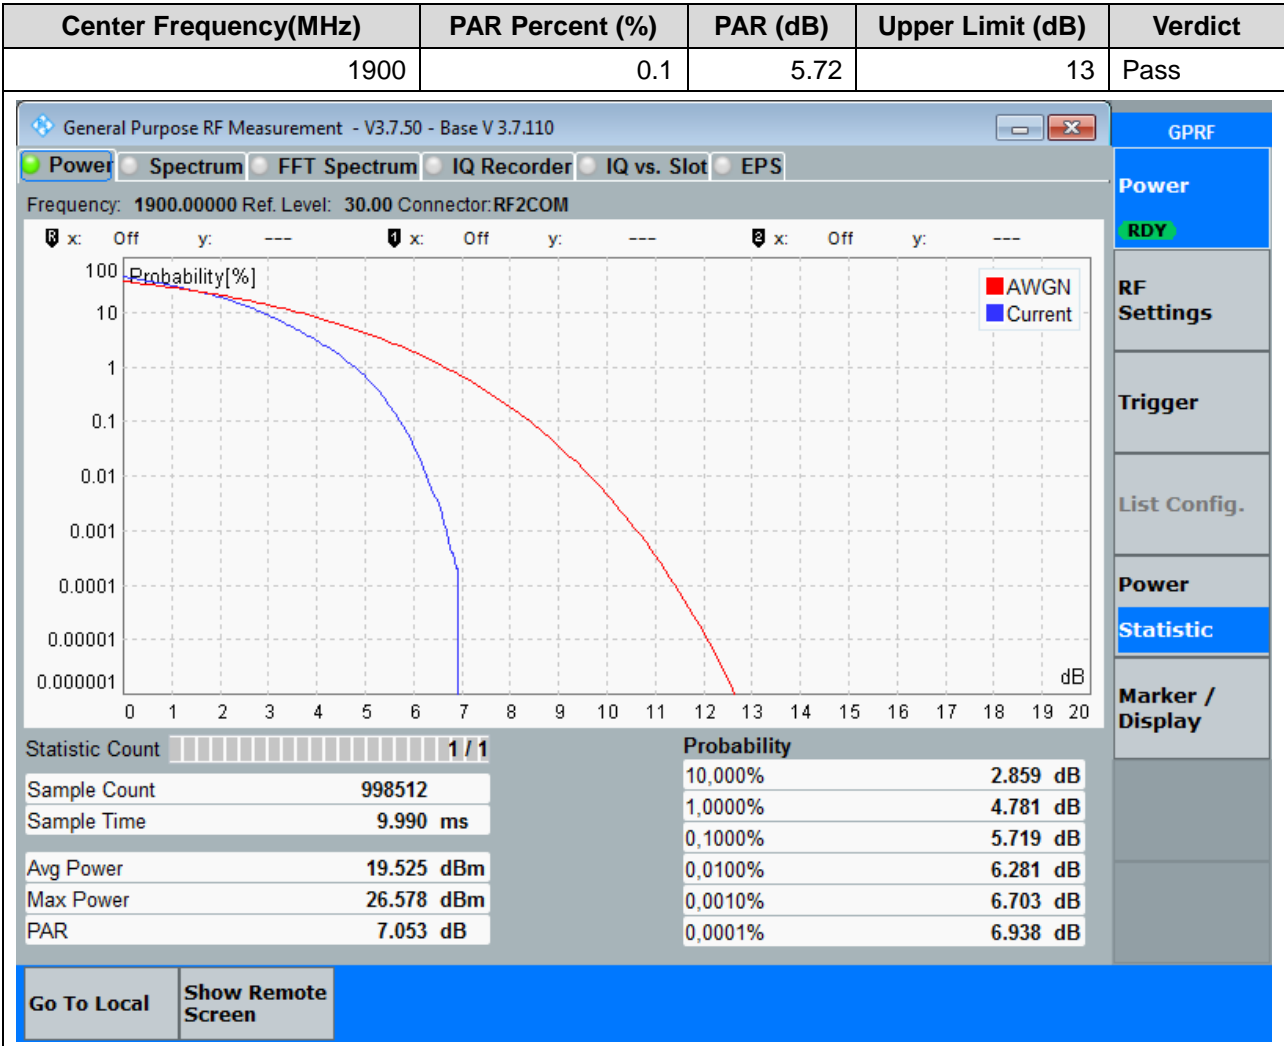 Center Frequency(MHz) PAR Percent (%) PAR (dB) Upper Limit (dB) Verdict
1900 0.1 5.72 13 Pass
General Purpose RF Measurement - V3.7.50 - Base V 3.7.110
GPRF
Power Spectrum FFT Spectrum IQ Recorder IQ vs. Slot EPS
Frequency: 1900.00000 Ref. Level: 30.00 Connector: RF2COM
R x: Off y: --- 1 x: Off y: --- 2 x: Off y: ---
Probability[%]
AWGN
Current
100
10
1
0.1
0.01
0.001
0.0001
0.00001
0.000001
dB
0 1 2 3 4 5 6 7 8 9 10 11 12 13 14 15 16 17 18 19 20
Statistic Count 1 / 1
Sample Count 998512
Sample Time 9.990 ms
Avg Power 19.525 dBm
Max Power 26.578 dBm
PAR 7.053 dB
Probability
10,000% 2.859 dB
1,0000% 4.781 dB
0,1000% 5.719 dB
0,0100% 6.281 dB
0,0010% 6.703 dB
0,0001% 6.938 dB
Power
RDY
RF
Settings
Trigger
List Config.
Power
Statistic
Marker /
Display
Go To Local
Show Remote
Screen